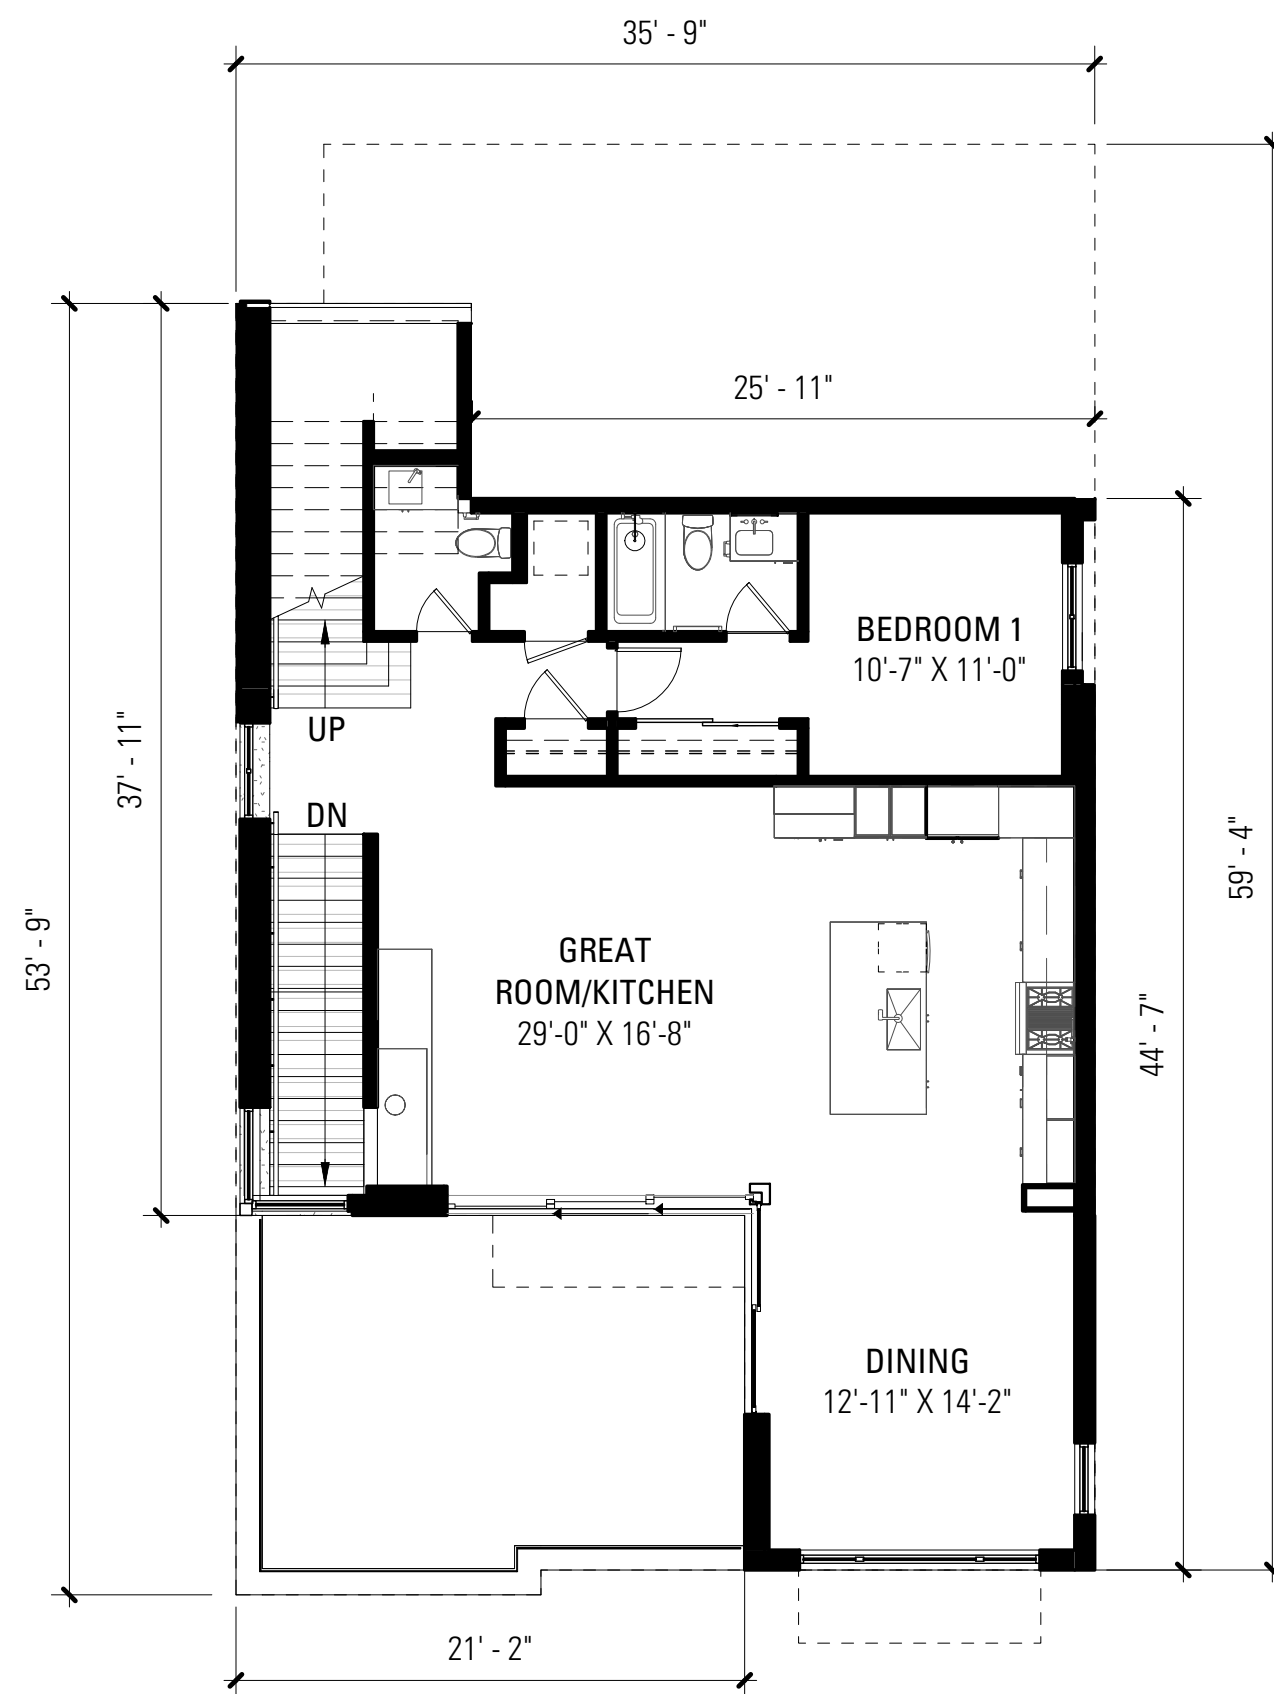 35' - 9"
25' - 11"
BEDROOM 1
10'-7" X 11'-0"
UP
37' - 11"
DN
59' - 4"
53' - 9"
GREAT
ROOM/KITCHEN
29'-0" X 16'-8"
44' - 7"
DINING
12'-11" X 14'-2"
21' - 2"